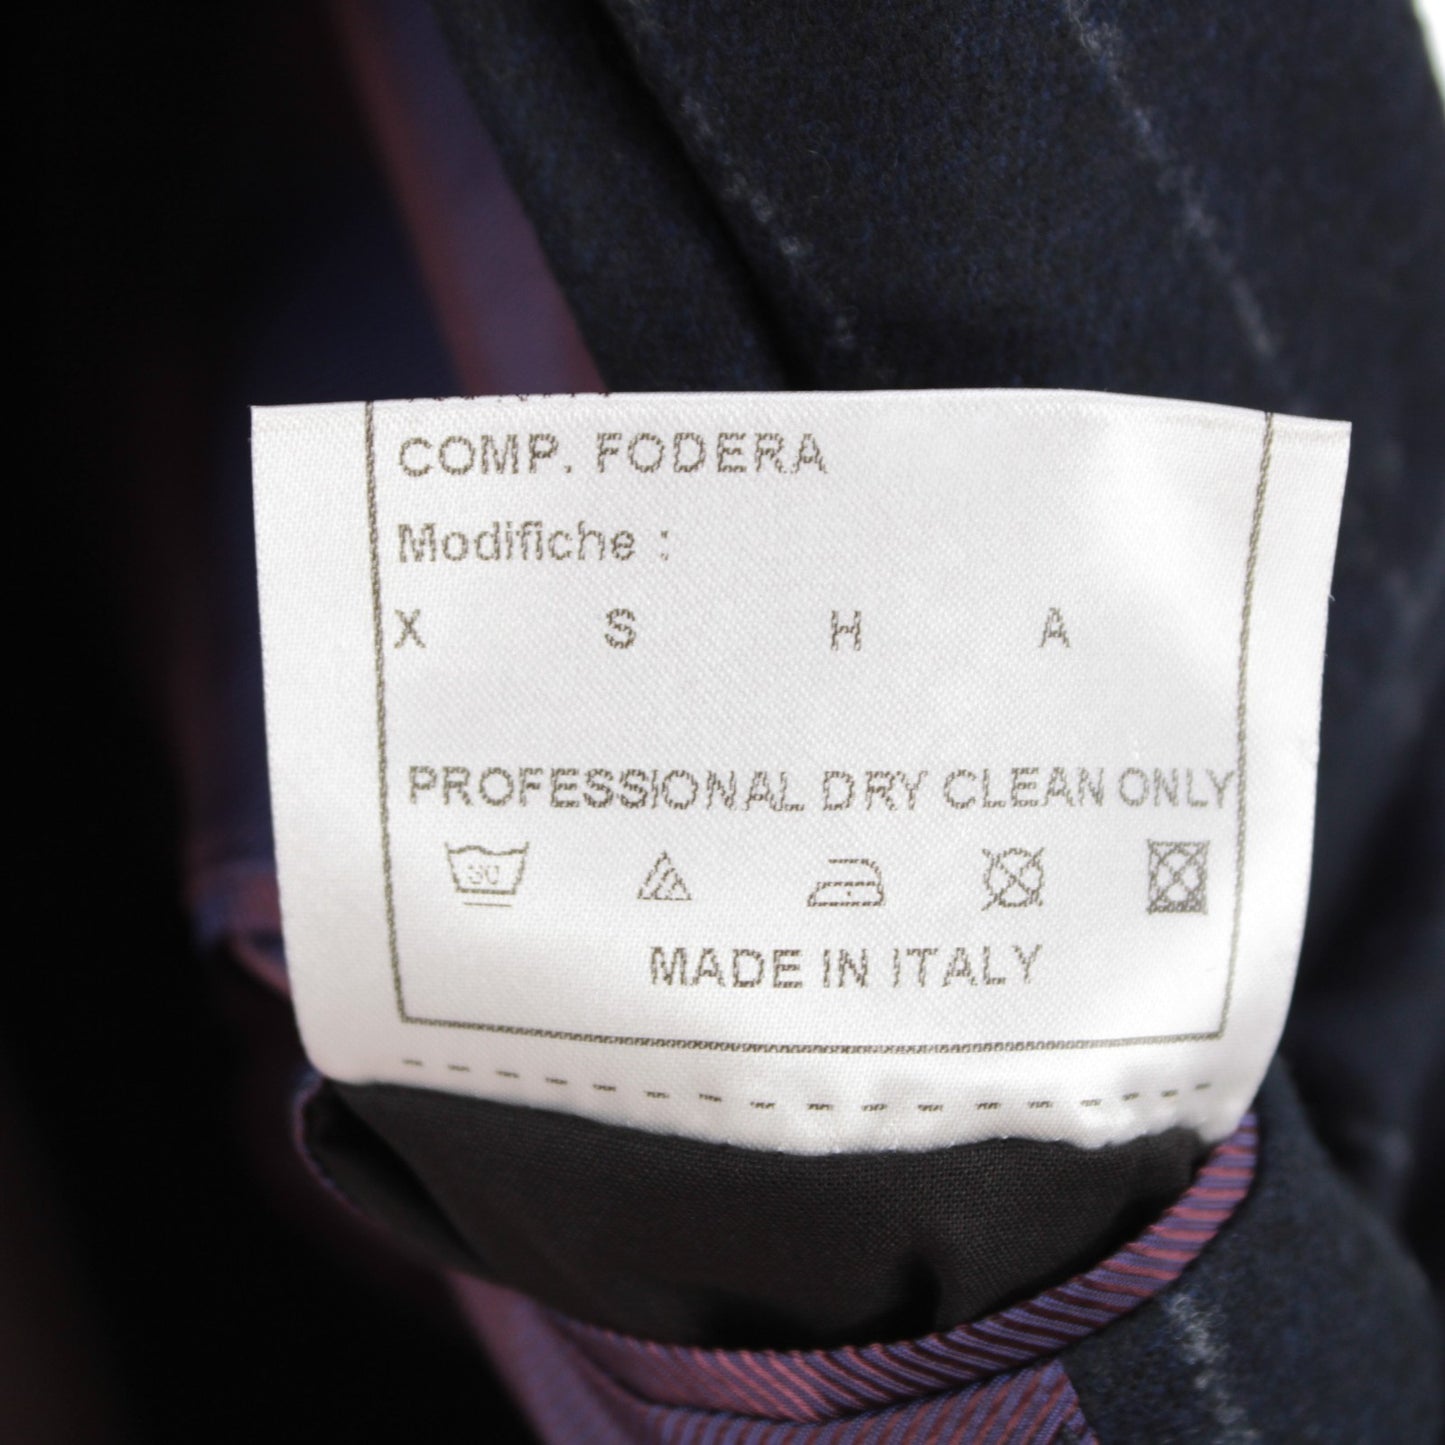 COMP. FODERA
Modifiche :
X S H A
PROFESSIONAL DRY CLEAN ONLY
30
MADE IN ITALY